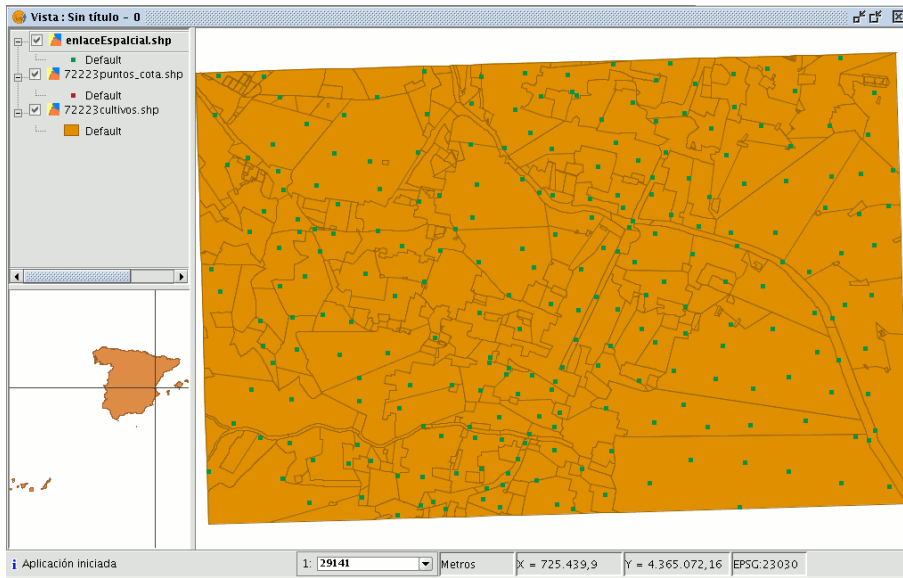 Vista : Sin título - 0
enlaceEspalcial.shp
Default
72223puntos_cota.shp
Default
72223cultivos.shp
Default
Aplicación iniciada
1: 29141
Metros
X = 725.439,9
Y = 4.365.072,16
EPSG:23030